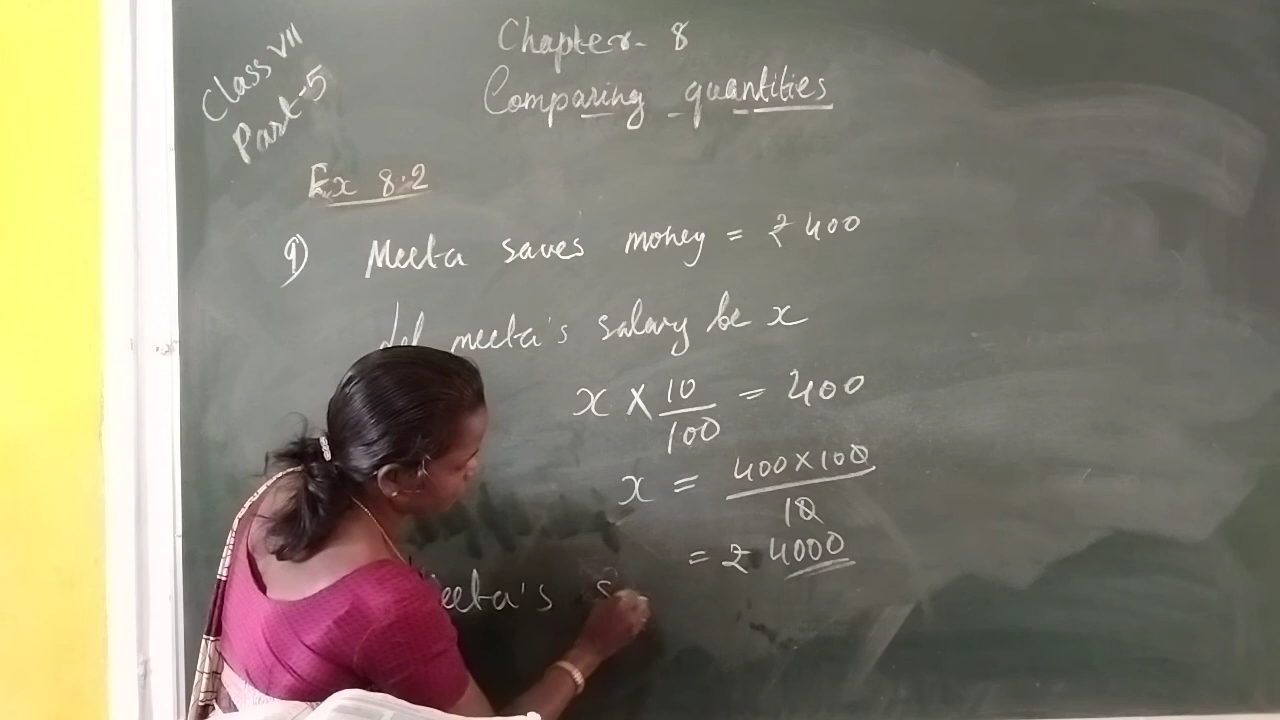 Class VII
Part-5
Chapter- 8
Comparing quantities
Ex 8.2
9) Meeta saves money = ₹ 400
Let meeta's salary be x
x × 10/100 = 400
x = 400×100/10
= ₹ 4000
eeta's s